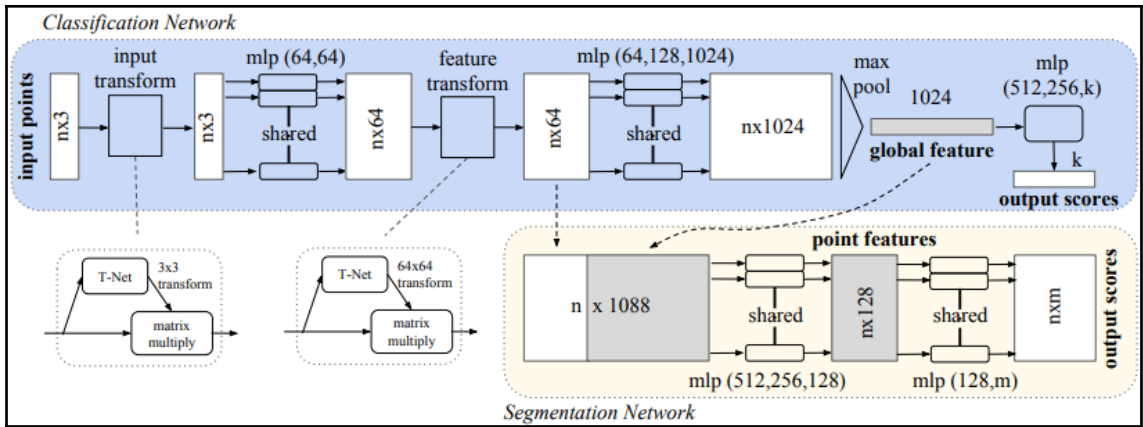 Classification Network
input points
nx3
input
transform
nx3
mlp (64,64)
shared
nx64
feature
transform
nx64
mlp (64,128,1024)
shared
nx1024
max
pool
1024
global feature
mlp
(512,256,k)
k
output scores
T-Net
3x3
transform
matrix
multiply
T-Net
64x64
transform
matrix
multiply
point features
n x 1088
shared
mlp (512,256,128)
nx128
shared
mlp (128,m)
nxm
output scores
Segmentation Network